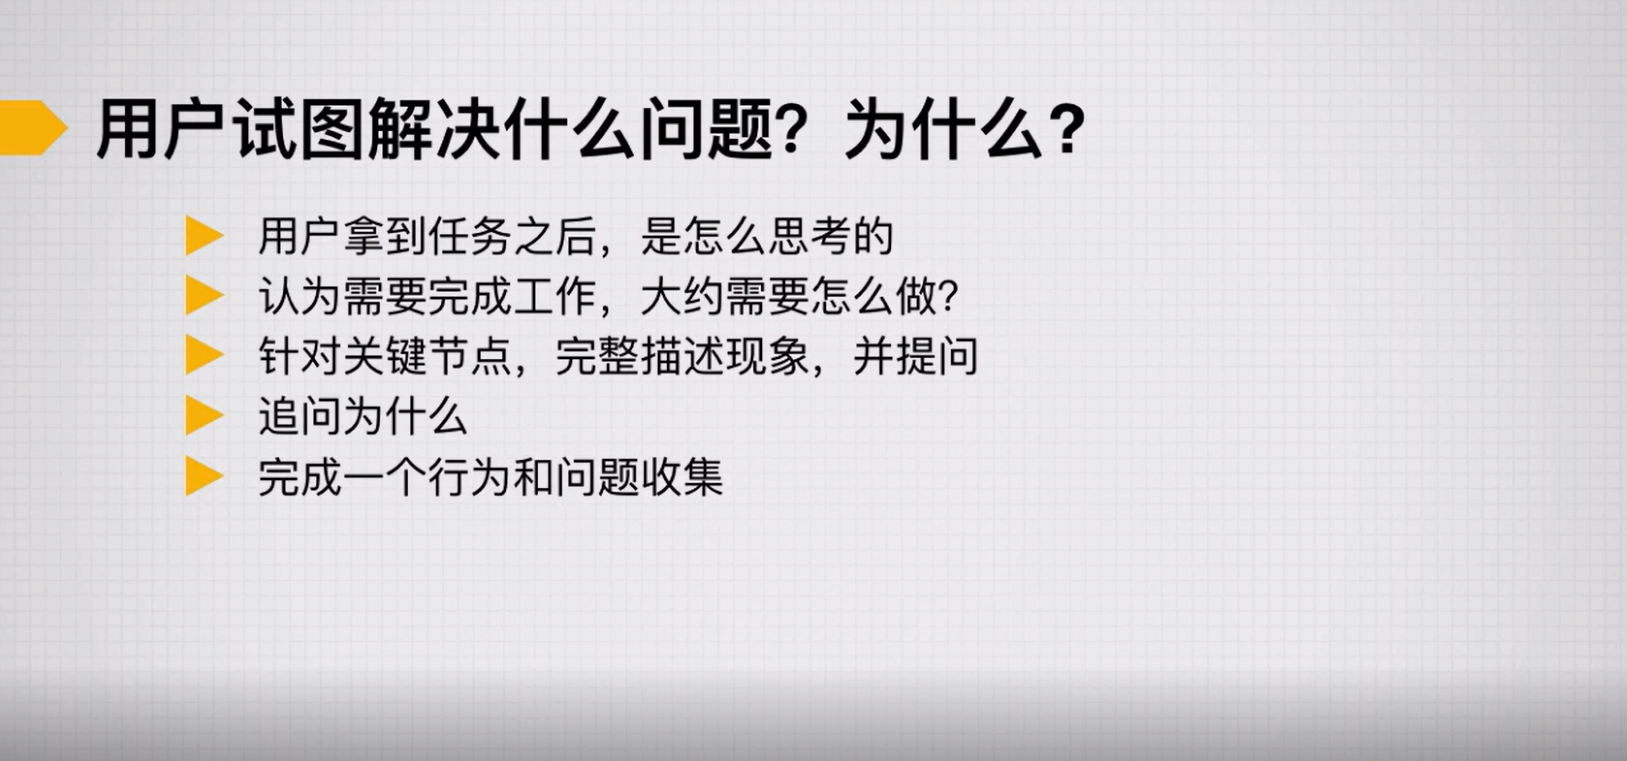 用户试图解决什么问题？为什么？
用户拿到任务之后，是怎么思考的
认为需要完成工作，大约需要怎么做？
针对关键节点，完整描述现象，并提问
追问为什么
完成一个行为和问题收集